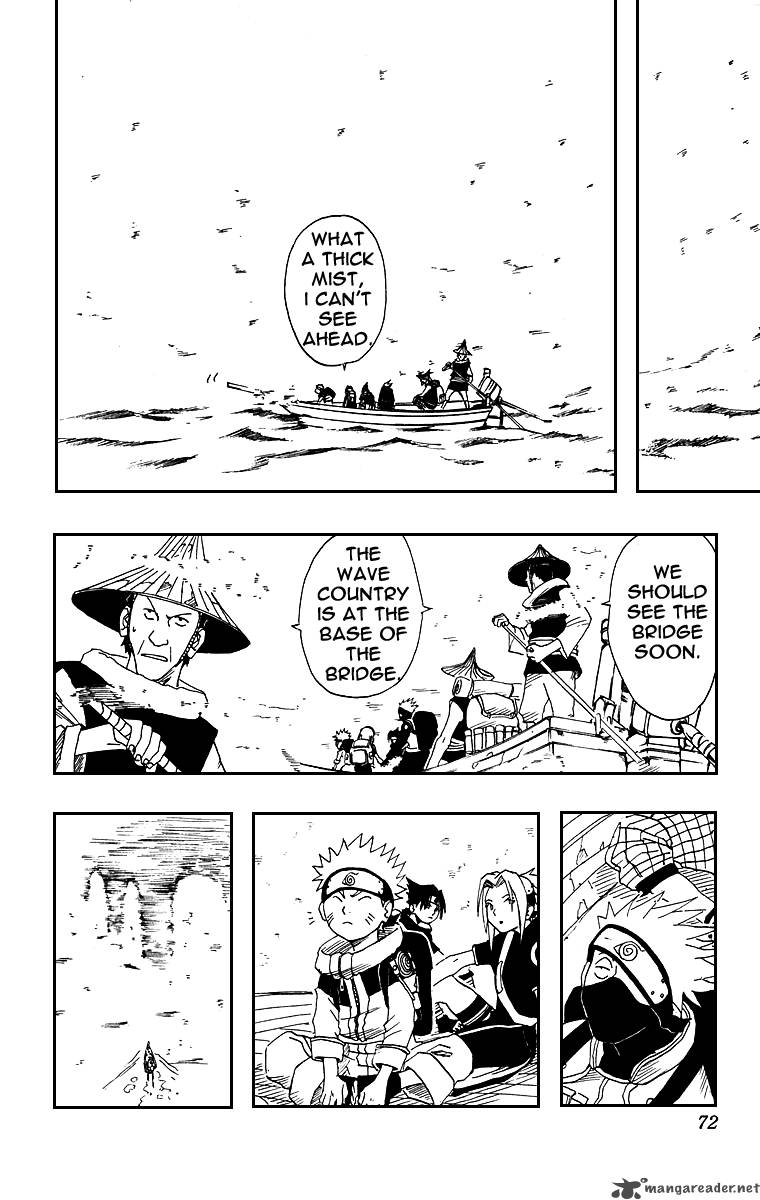 WHAT
A THICK
MIST,
I CAN'T
SEE
AHEAD.
WE
SHOULD
SEE THE
BRIDGE
SOON.
THE
WAVE
COUNTRY
IS AT THE
BASE OF
THE
BRIDGE.
72
mangareader.net